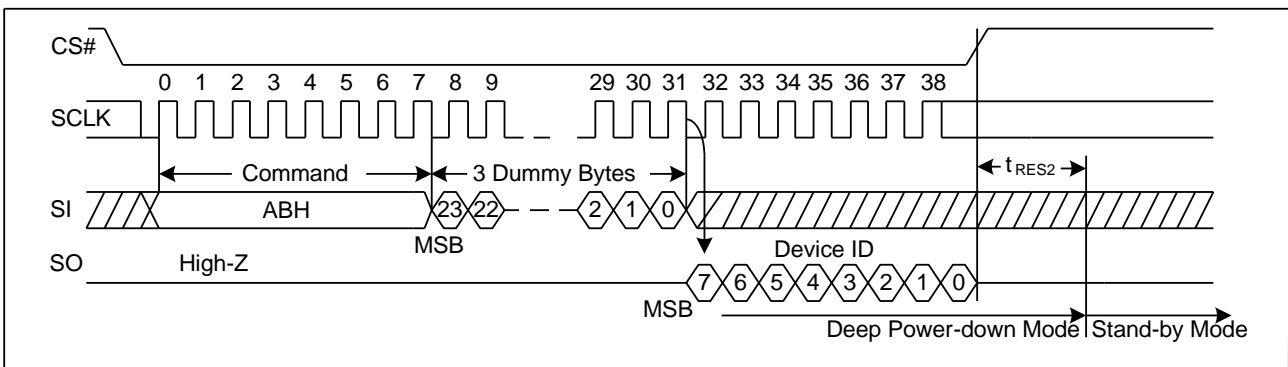 CS#
0 1 2 3 4 5 6 7 8 9 29 30 31 32 33 34 35 36 37 38
SCLK
Command 3 Dummy Bytes tRES2
SI ABH 23 22 2 1 0
MSB
SO High-Z Device ID
7 6 5 4 3 2 1 0
MSB
Deep Power-down Mode Stand-by Mode